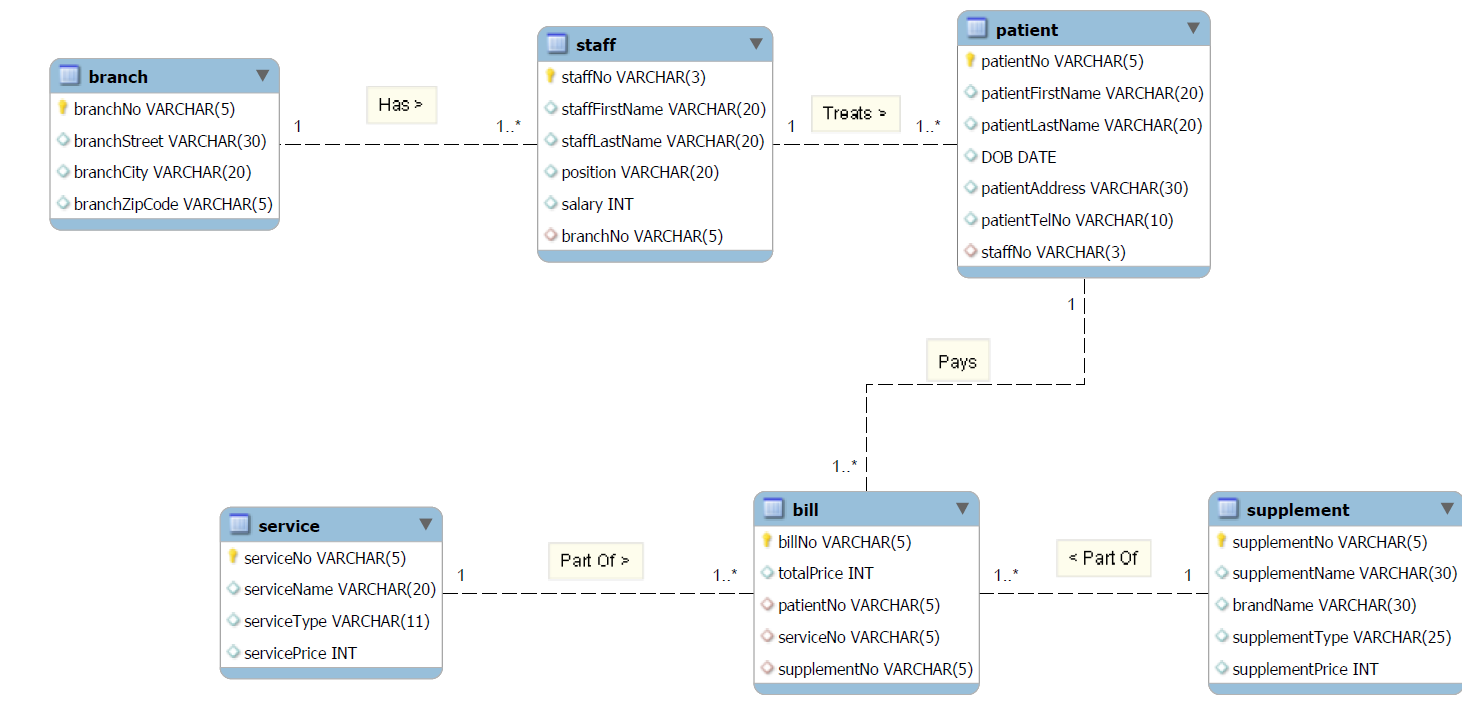 branch
branchNo VARCHAR(5)
branchStreet VARCHAR(30)
branchCity VARCHAR(20)
branchZipCode VARCHAR(5)
1
Has >
1..*
staff
staffNo VARCHAR(3)
staffFirstName VARCHAR(20)
staffLastName VARCHAR(20)
position VARCHAR(20)
salary INT
branchNo VARCHAR(5)
1
Treats >
1..*
patient
patientNo VARCHAR(5)
patientFirstName VARCHAR(20)
patientLastName VARCHAR(20)
DOB DATE
patientAddress VARCHAR(30)
patientTelNo VARCHAR(10)
staffNo VARCHAR(3)
1
Pays
1..*
service
serviceNo VARCHAR(5)
serviceName VARCHAR(20)
serviceType VARCHAR(11)
servicePrice INT
1
Part Of >
1..*
bill
billNo VARCHAR(5)
totalPrice INT
patientNo VARCHAR(5)
serviceNo VARCHAR(5)
supplementNo VARCHAR(5)
1..*
< Part Of
1
supplement
supplementNo VARCHAR(5)
supplementName VARCHAR(30)
brandName VARCHAR(30)
supplementType VARCHAR(25)
supplementPrice INT